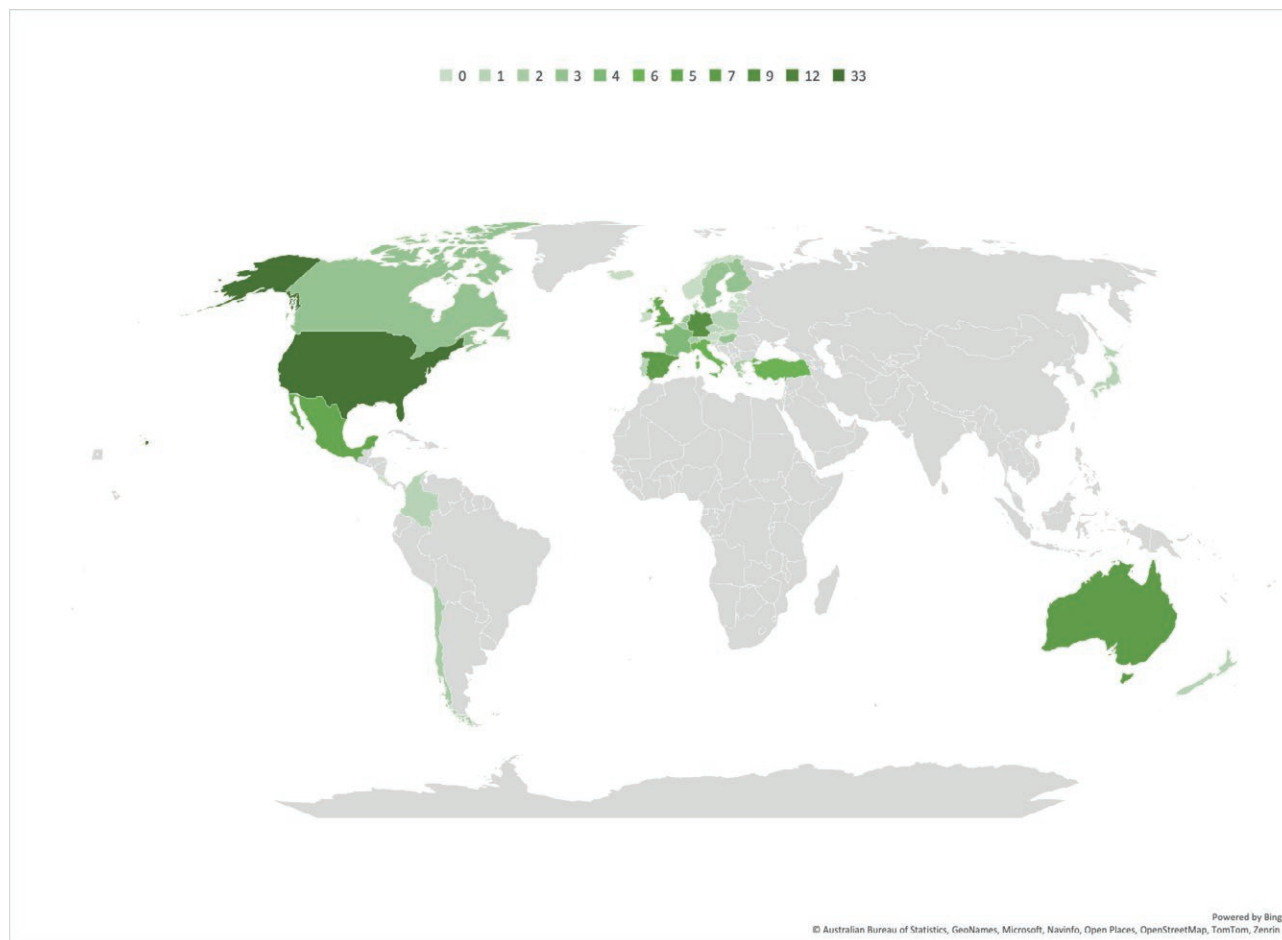 0 1 2 3 4 6 5 7 9 12 33
Powered by Bing
© Australian Bureau of Statistics, GeoNames, Microsoft, Navinfo, Open Places, OpenStreetMap, TomTom, Zenrin